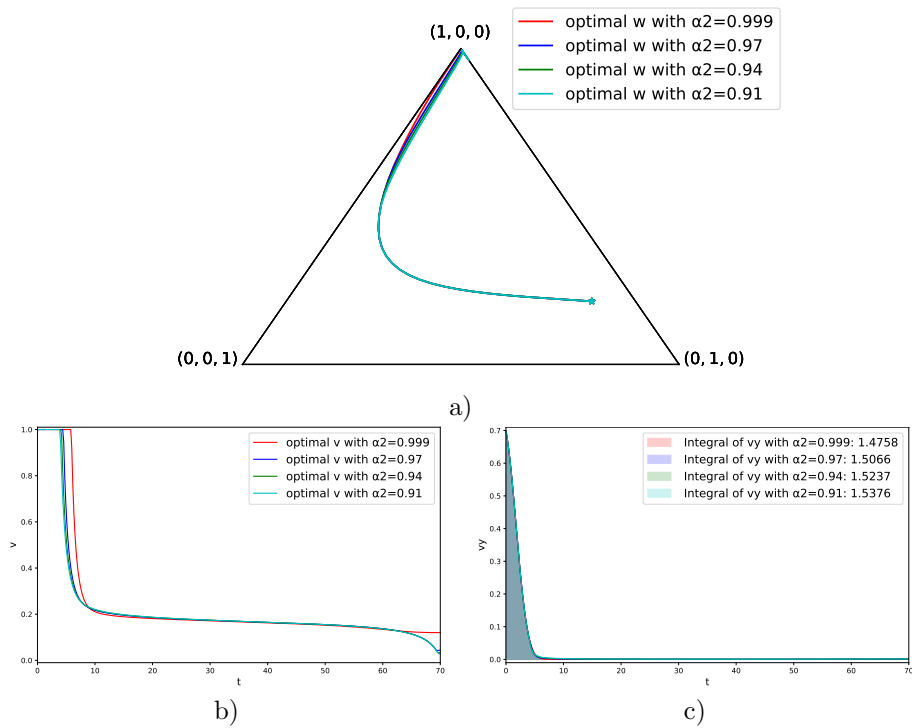 (1, 0, 0)
optimal w with α2=0.999
optimal w with α2=0.97
optimal w with α2=0.94
optimal w with α2=0.91
(0, 0, 1)
(0, 1, 0)
a)
1.0
0.8
0.6
0.4
0.2
0.0
v
optimal v with α2=0.999
optimal v with α2=0.97
optimal v with α2=0.94
optimal v with α2=0.91
0 10 20 30 40 50 60 70
t
b)
0.7
0.6
0.5
0.4
0.3
0.2
0.1
0.0
vy
Integral of vy with α2=0.999: 1.4758
Integral of vy with α2=0.97: 1.5066
Integral of vy with α2=0.94: 1.5237
Integral of vy with α2=0.91: 1.5376
0 10 20 30 40 50 60 70
t
c)